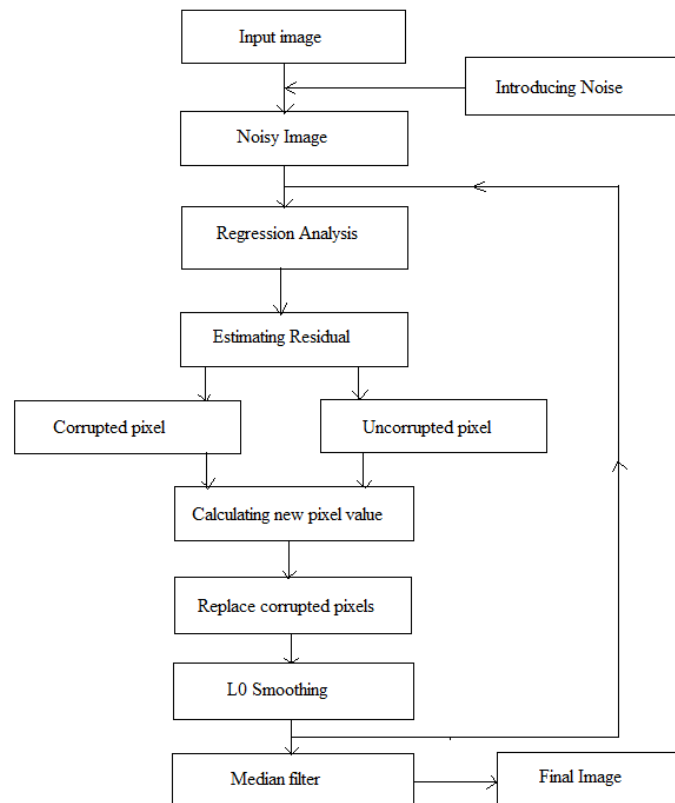 Input image
Introducing Noise
Noisy Image
Regression Analysis
Estimating Residual
Corrupted pixel
Uncorrupted pixel
Calculating new pixel value
Replace corrupted pixels
L0 Smoothing
Median filter
Final Image